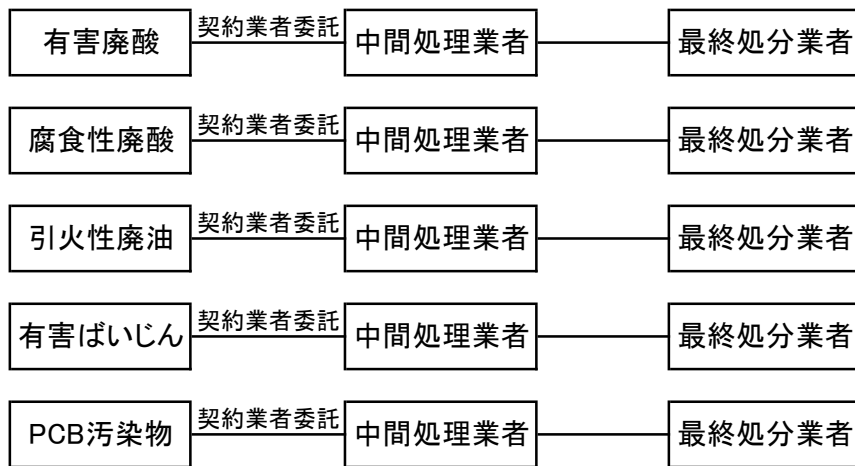 有害廃酸 契約業者委託 中間処理業者 最終処分業者
腐食性廃酸 契約業者委託 中間処理業者 最終処分業者
引火性廃油 契約業者委託 中間処理業者 最終処分業者
有害ばいじん 契約業者委託 中間処理業者 最終処分業者
PCB汚染物 契約業者委託 中間処理業者 最終処分業者